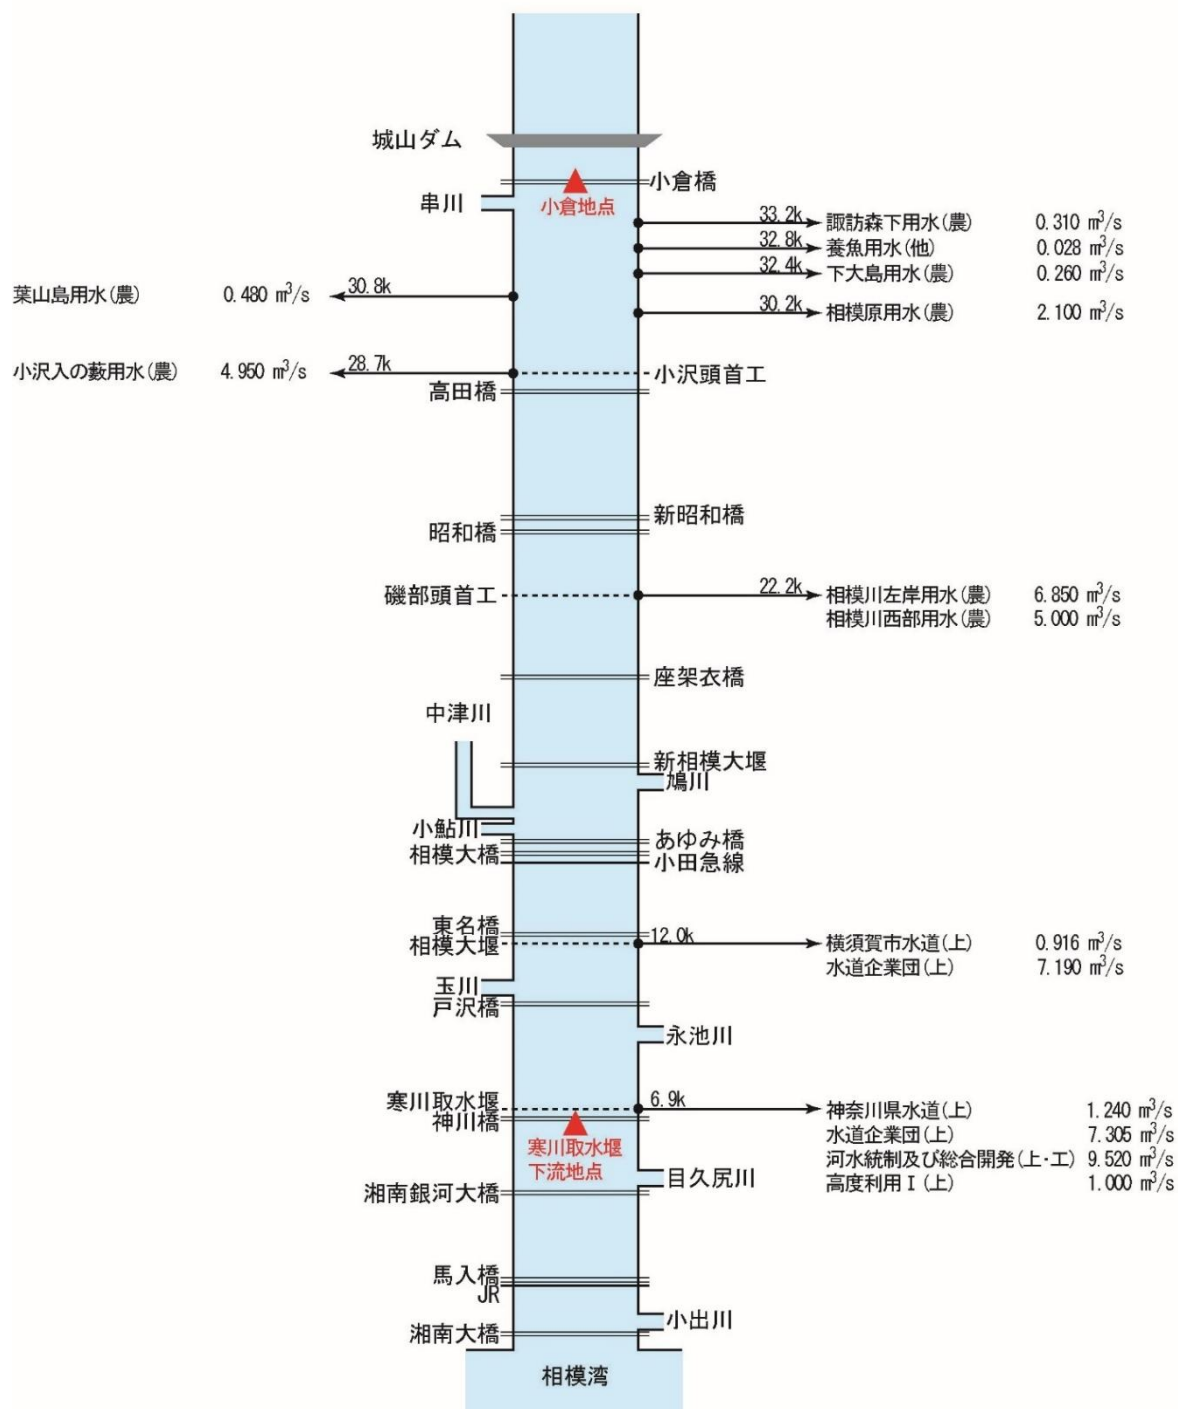 城山ダム
小倉橋
小倉地点
串川
33.2k 諏訪森下用水(農) 0.310 m³/s
32.8k 養魚用水(他) 0.028 m³/s
32.4k 下大島用水(農) 0.260 m³/s
葉山島用水(農) 0.480 m³/s 30.8k
30.2k 相模原用水(農) 2.100 m³/s
小沢入の藪用水(農) 4.950 m³/s 28.7k
小沢頭首工
高田橋
新昭和橋
昭和橋
磯部頭首工
22.2k 相模川左岸用水(農) 6.850 m³/s
相模川西部用水(農) 5.000 m³/s
座架衣橋
中津川
新相模大堰
鳩川
小鮎川
あゆみ橋
相模大橋
小田急線
東名橋
相模大堰
12.0k 横須賀市水道(上) 0.916 m³/s
水道企業団(上) 7.190 m³/s
玉川
戸沢橋
永池川
寒川取水堰
6.9k 神奈川県水道(上) 1.240 m³/s
神川橋
水道企業団(上) 7.305 m³/s
寒川取水堰
下流地点
河水統制及び総合開発(上・工) 9.520 m³/s
高度利用Ⅰ(上) 1.000 m³/s
目久尻川
湘南銀河大橋
馬入橋
JR
小出川
湘南大橋
相模湾